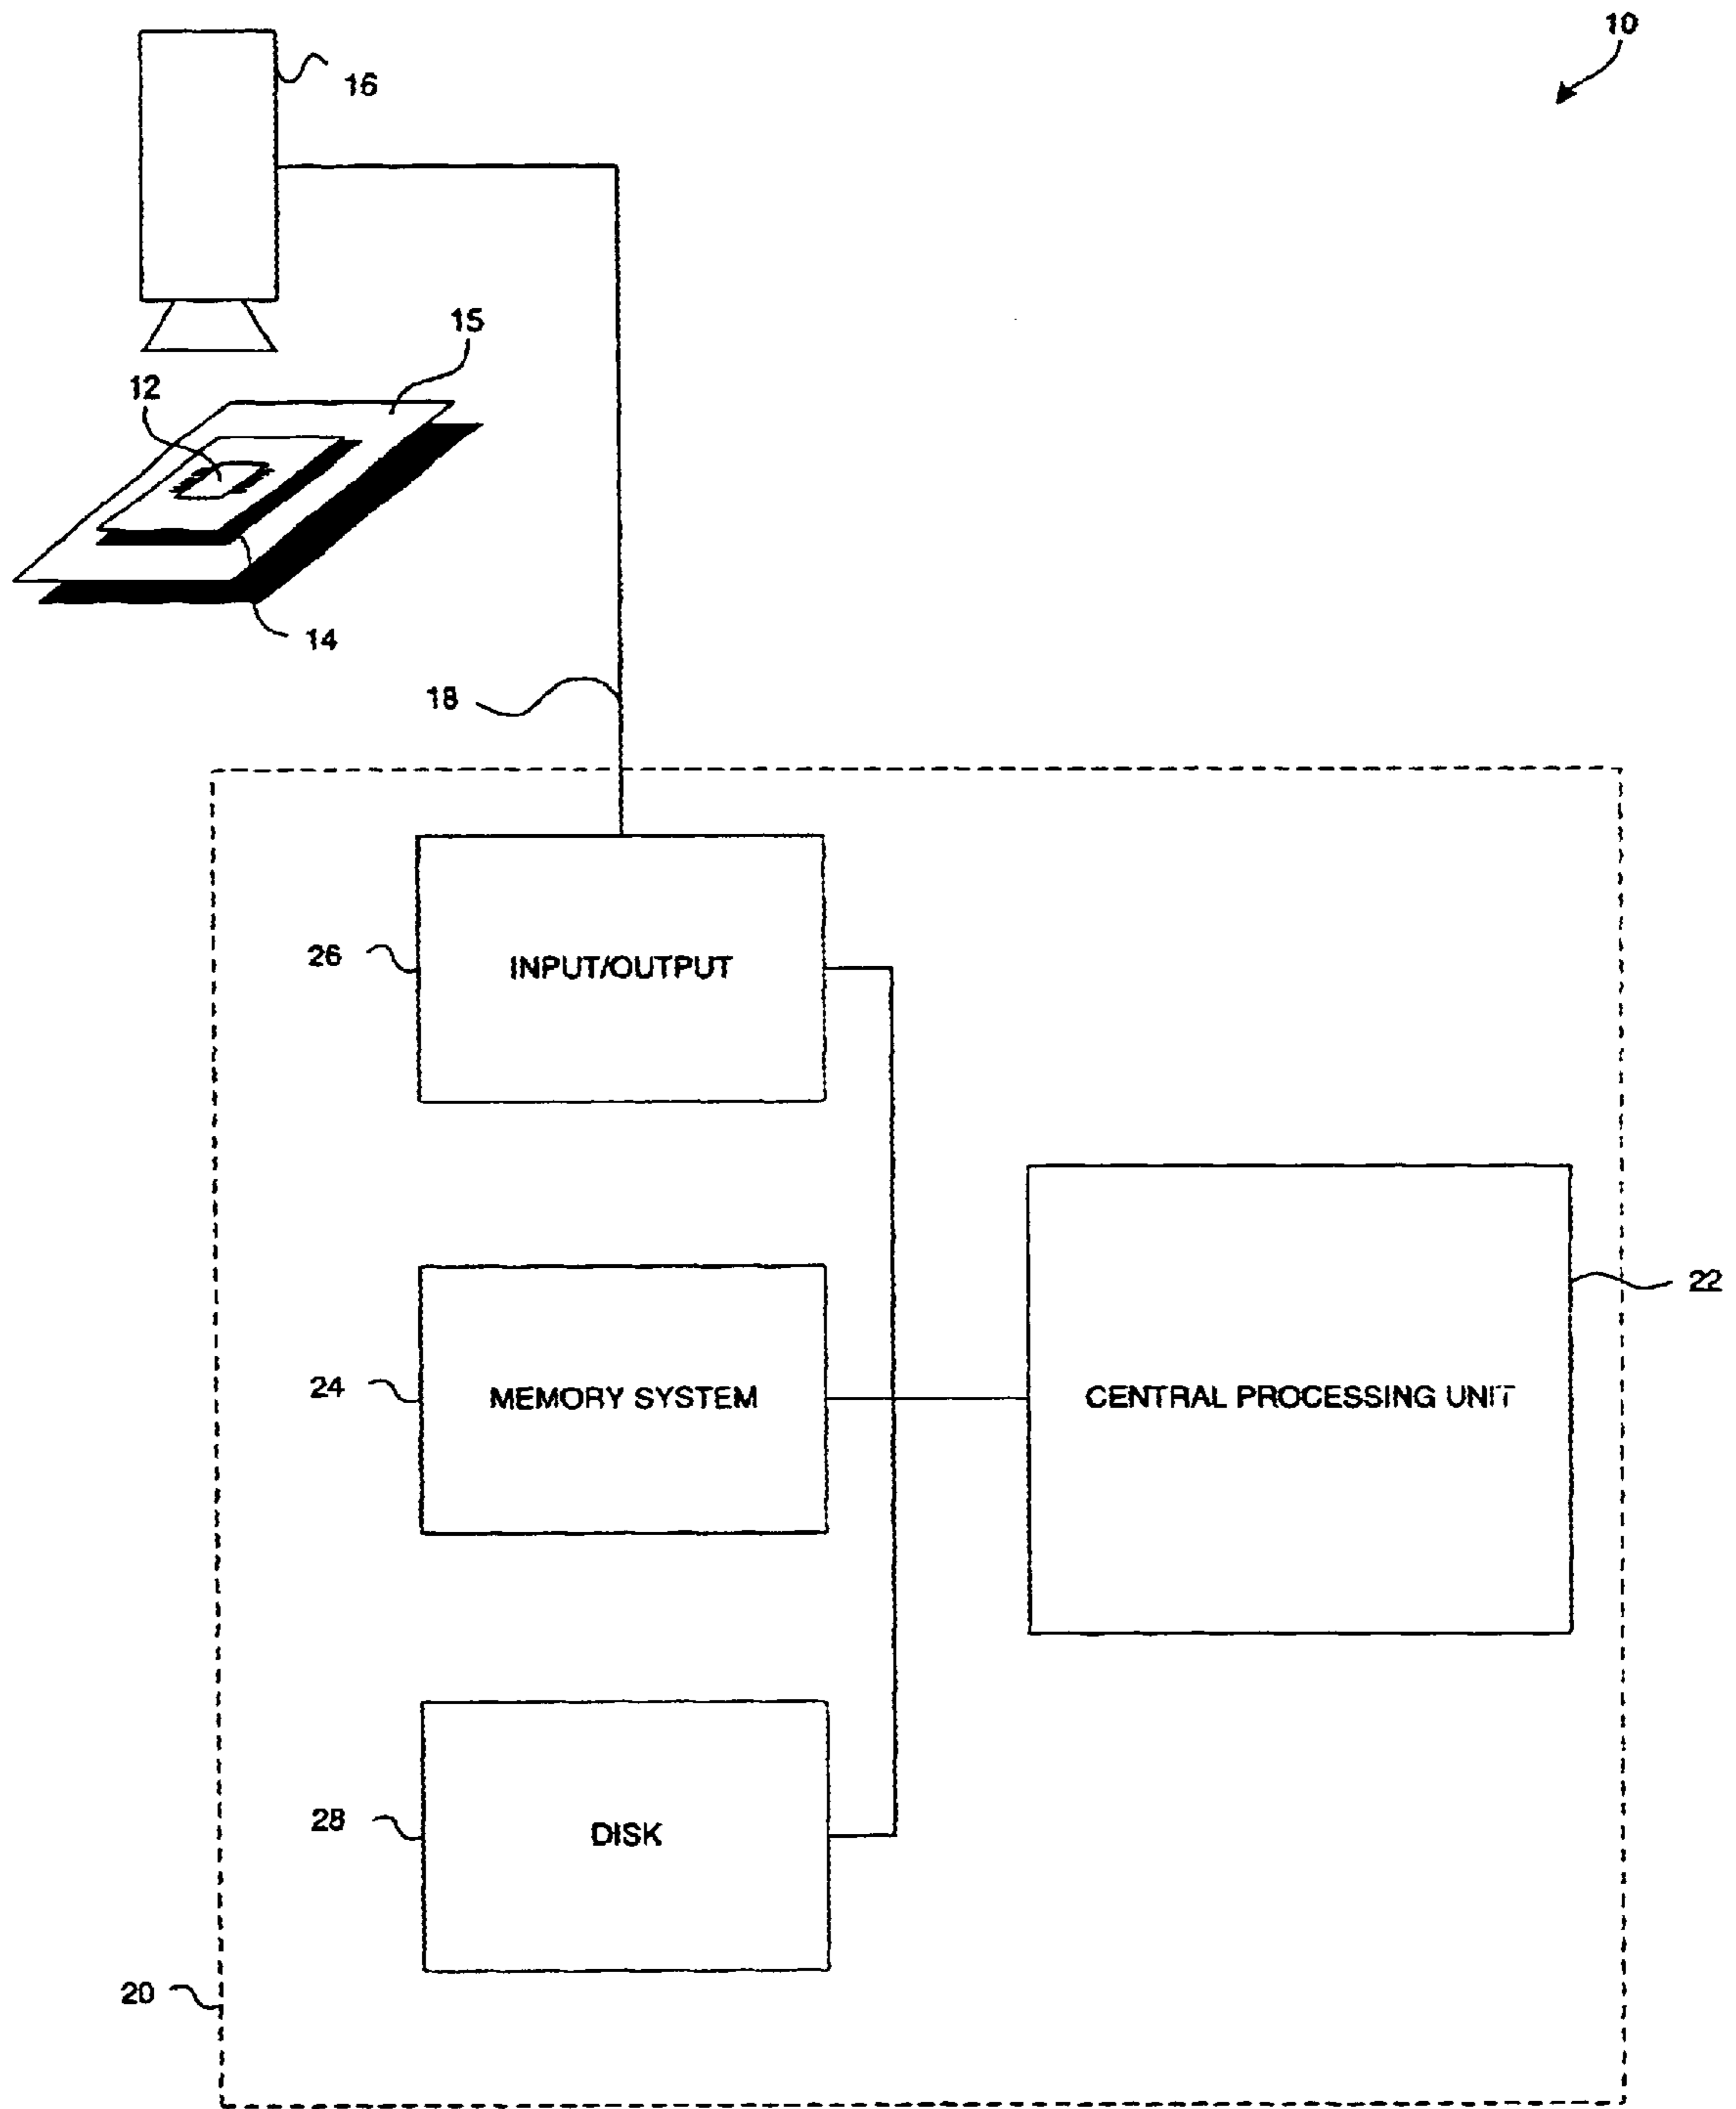 10
16
15
12
14
18
26
INPUT/OUTPUT
22
24
MEMORY SYSTEM
CENTRAL PROCESSING UNIT
28
DISK
20